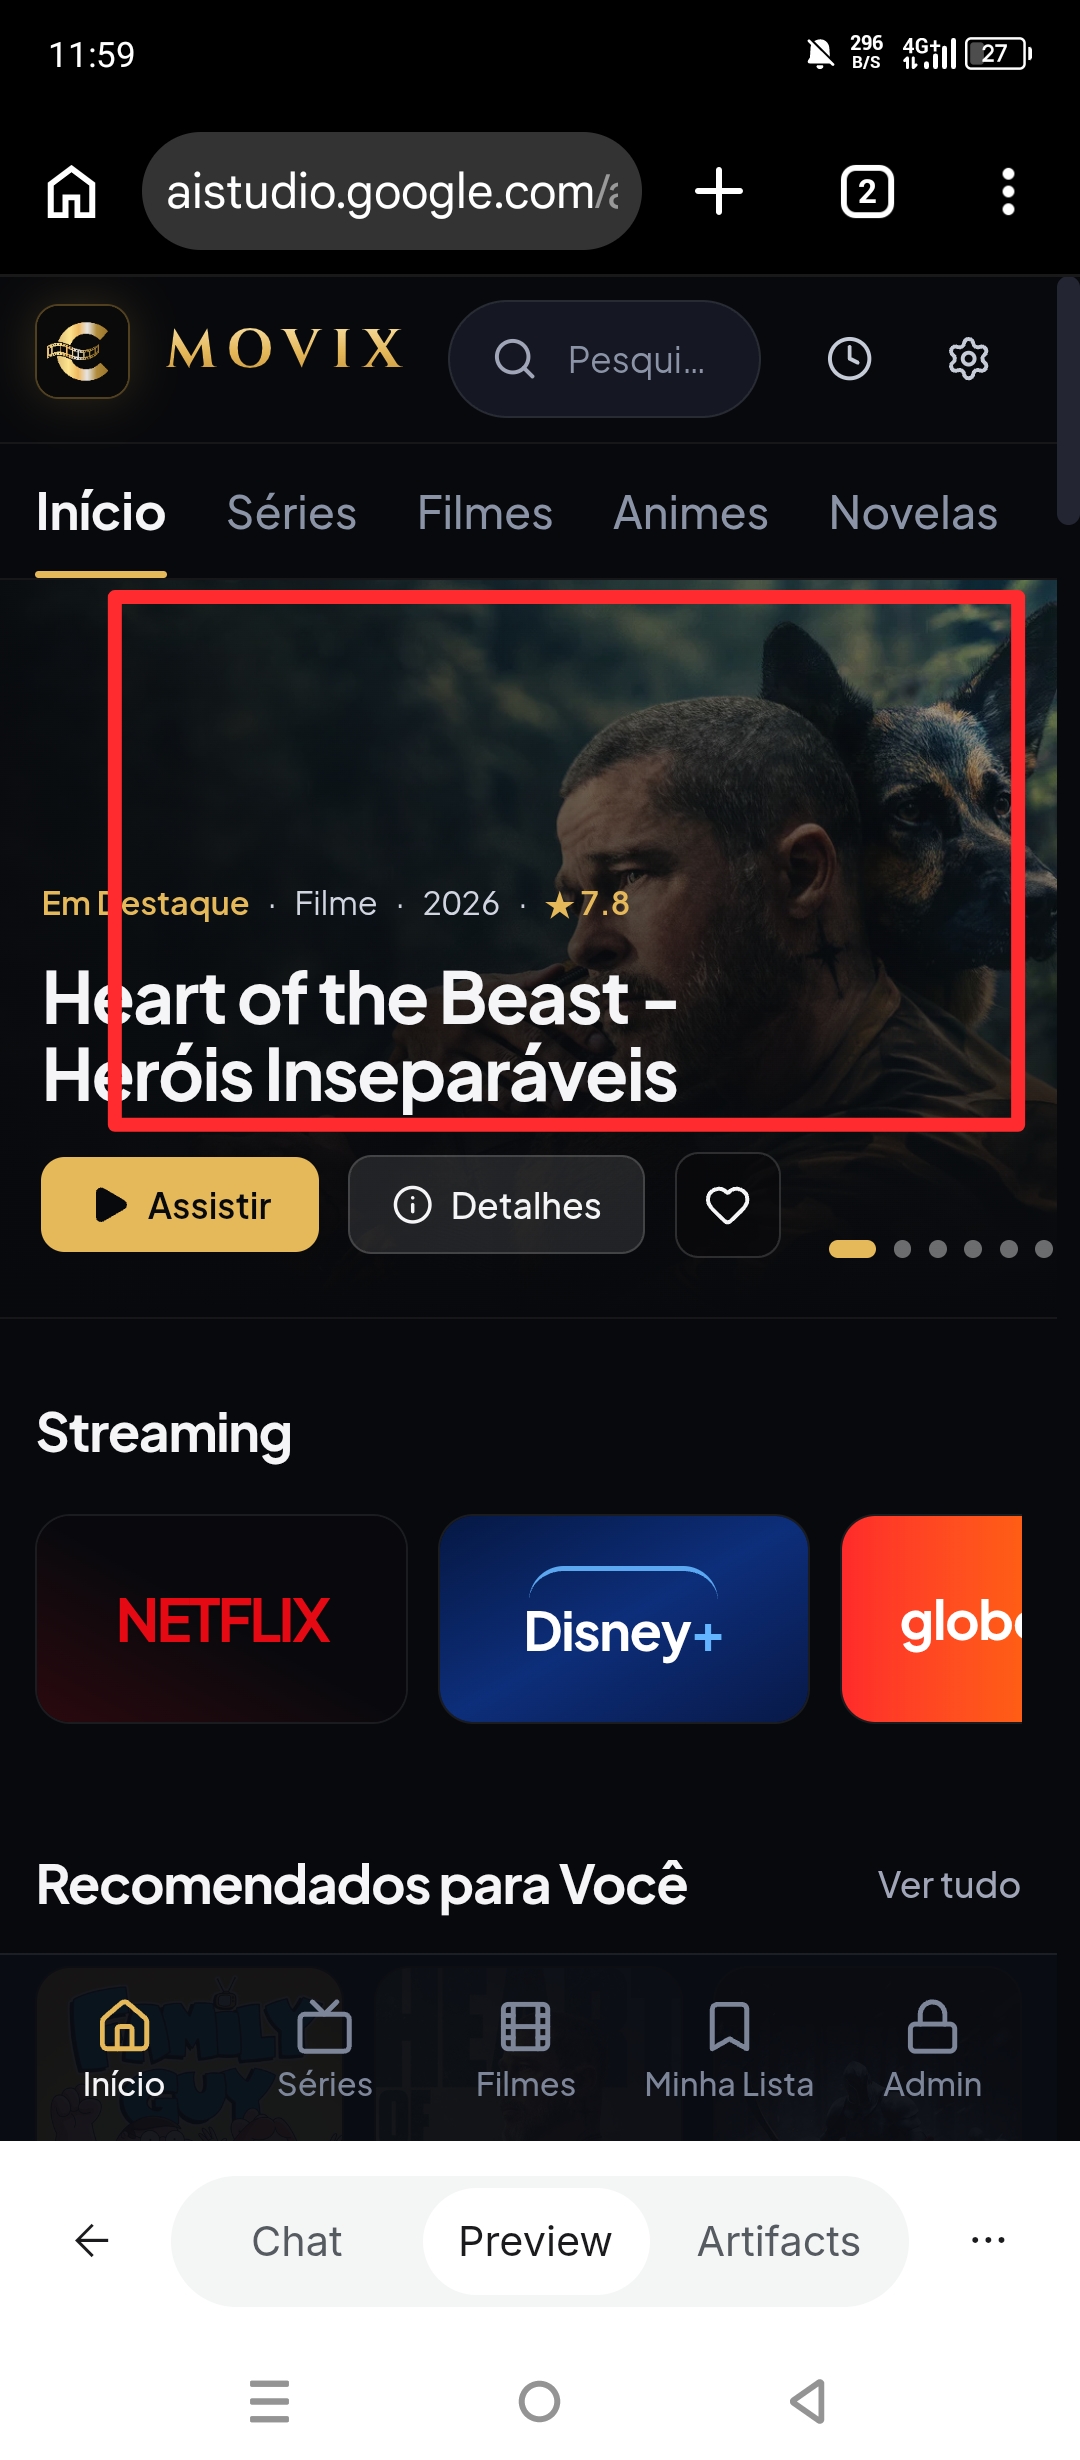 11:59
296
B/S
4G+
27
aistudio.google.com/a
2
MOVIX
Pesqui...
Início Séries Filmes Animes Novelas
Em Destaque · Filme · 2026 · ★ 7.8
Heart of the Beast -
Heróis Inseparáveis
Assistir
Detalhes
Streaming
NETFLIX
Disney+
globo
Recomendados para Você
Ver tudo
FAMILY
GUY
Início Séries Filmes Minha Lista Admin
Chat Preview Artifacts